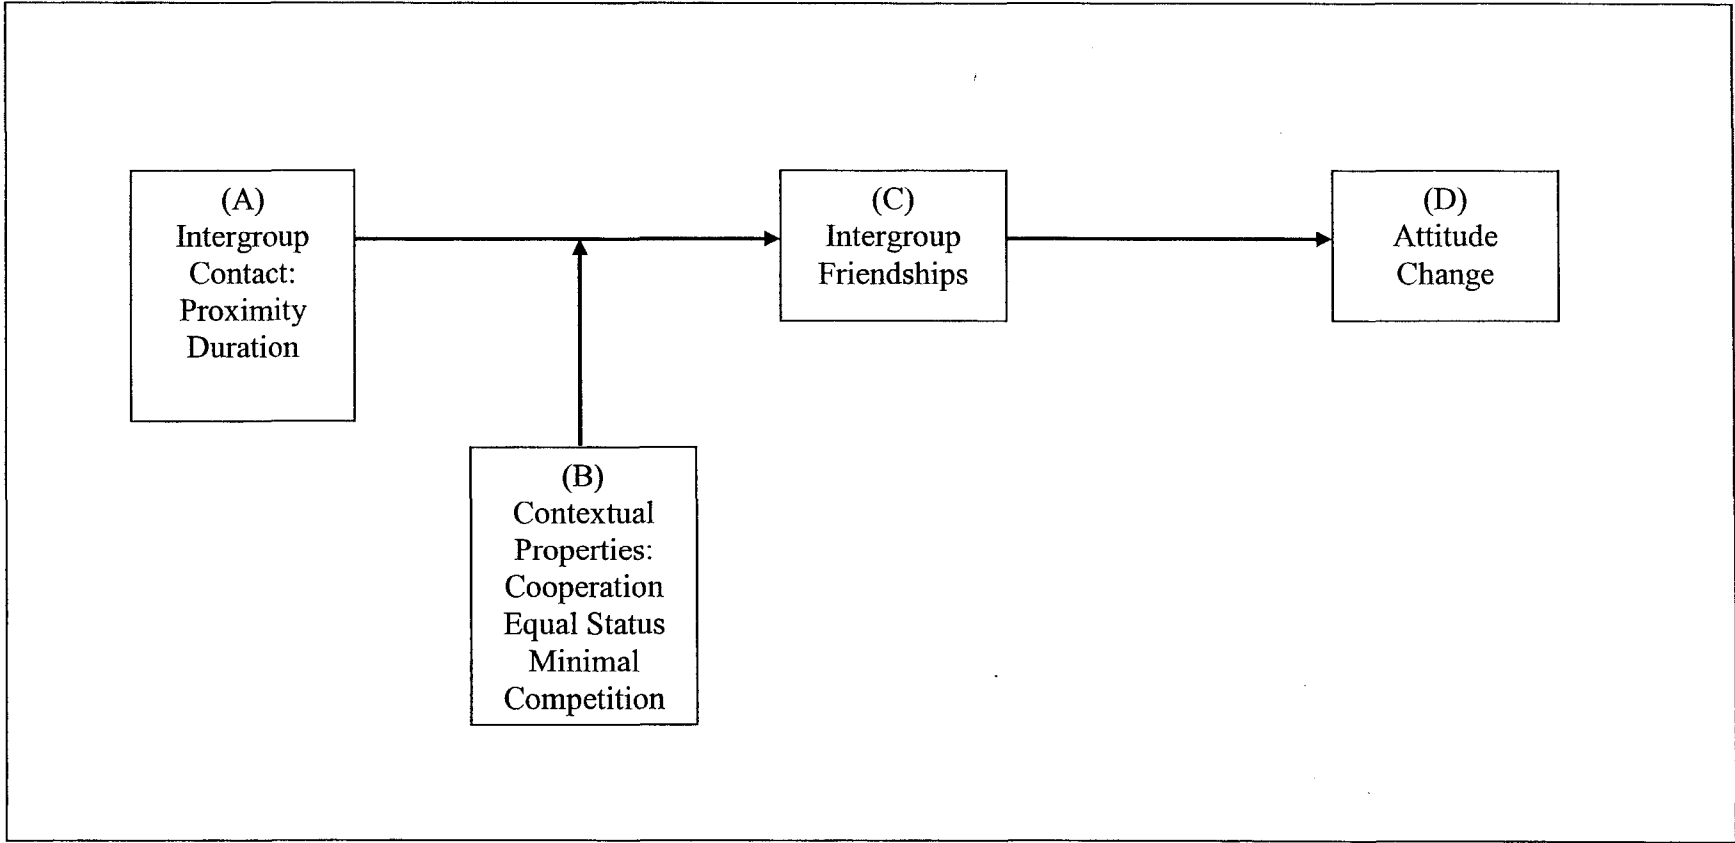 (A)
Intergroup
Contact:
Proximity
Duration
(B)
Contextual
Properties:
Cooperation
Equal Status
Minimal
Competition
(C)
Intergroup
Friendships
(D)
Attitude
Change